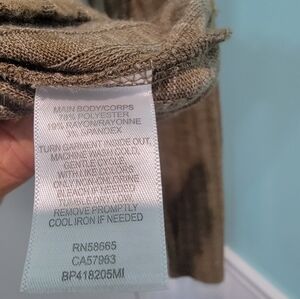 MAIN BODY/CORPS
78% POLYESTER
19% RAYON/RAYONNE
3% SPANDEX
TURN GARMENT INSIDE OUT,
MACHINE WASH COLD,
GENTLE CYCLE,
WITH LIKE COLORS,
ONLY NON-CHLORINE
BLEACH IF NEEDED
TUMBLE DRY LOW
REMOVE PROMPTLY
COOL IRON IF NEEDED
RN58665
CA57963
BP418205MI